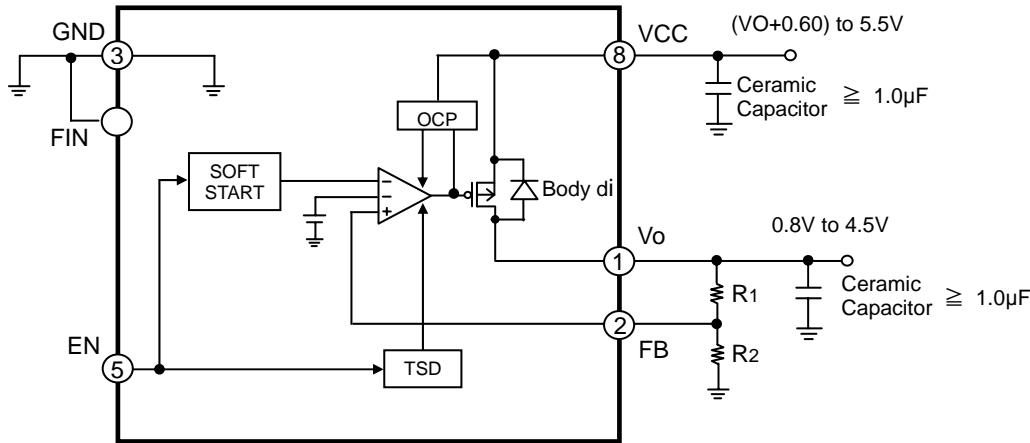 GND
3
FIN
SOFT
START
EN
5
OCP
TSD
Body di
VCC
8
(VO+0.60) to 5.5V
Ceramic
Capacitor ≧ 1.0µF
Vo
1
0.8V to 4.5V
R1
Ceramic
Capacitor ≧ 1.0µF
2
FB
R2